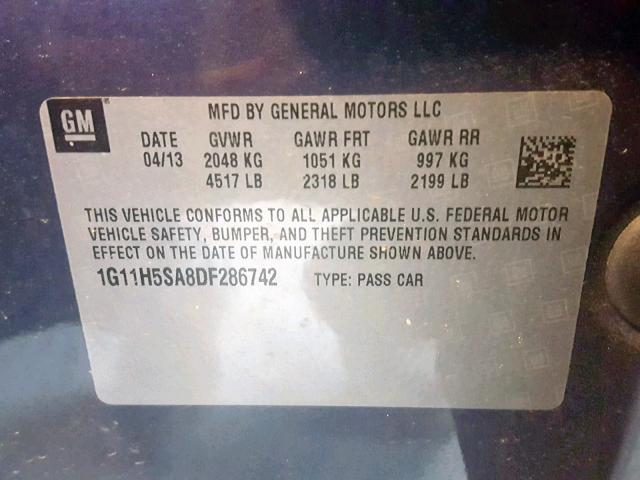 GM
MFD BY GENERAL MOTORS LLC
DATE GVWR GAWR FRT GAWR RR
04/13 2048 KG 1051 KG 997 KG
4517 LB 2318 LB 2199 LB
THIS VEHICLE CONFORMS TO ALL APPLICABLE U.S. FEDERAL MOTOR
VEHICLE SAFETY, BUMPER, AND THEFT PREVENTION STANDARDS IN
EFFECT ON THE DATE OF MANUFACTURE SHOWN ABOVE.
1G11H5SA8DF286742 TYPE: PASS CAR